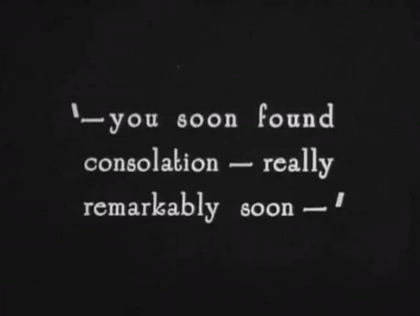 '—you soon found
consolation — really
remarkably soon —'